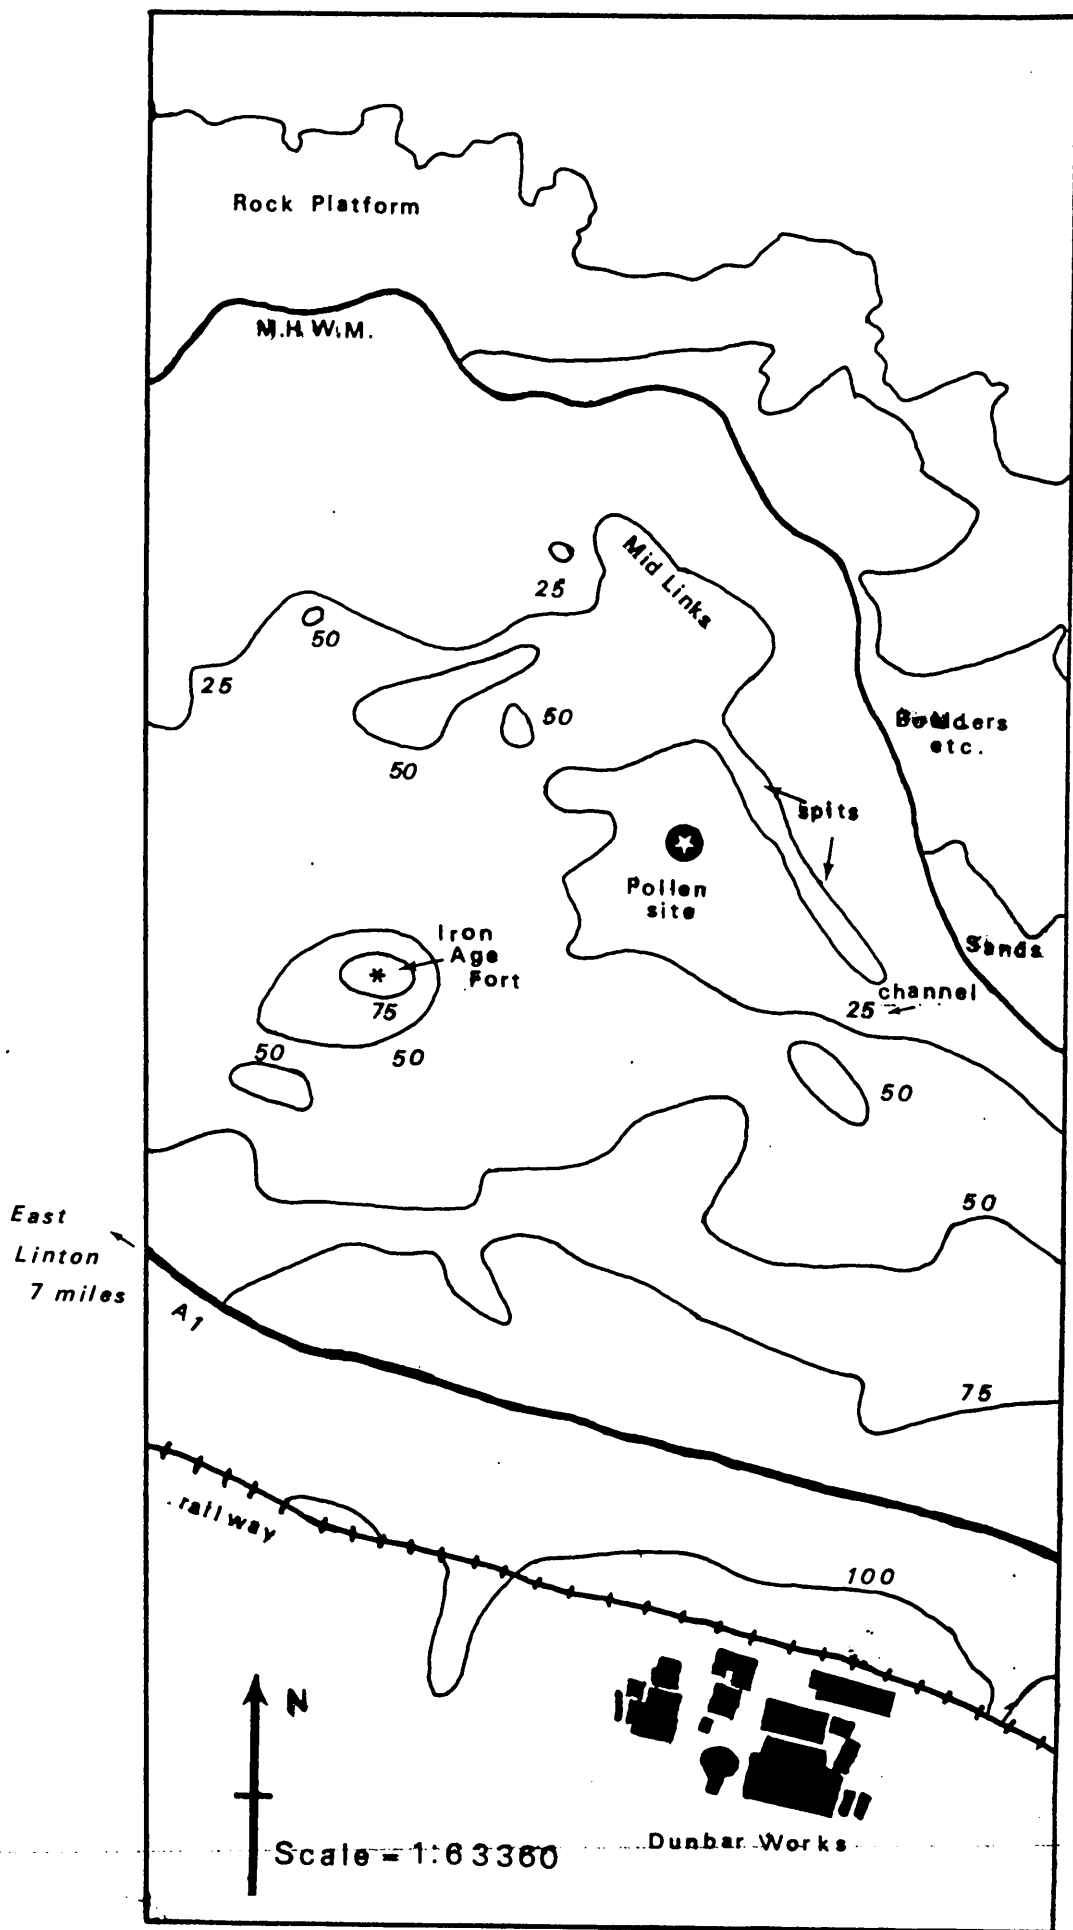 Rock Platform
M.H.W.M.
Mid Links
25
50
25
50
50
Boulders
etc.
spits
Pollen
site
Iron
Age
Fort
Sands
channel
75
25
50
50
50
50
East
Linton
7 miles
A1
75
railway
100
N
Scale = 1:63360
Dunbar Works